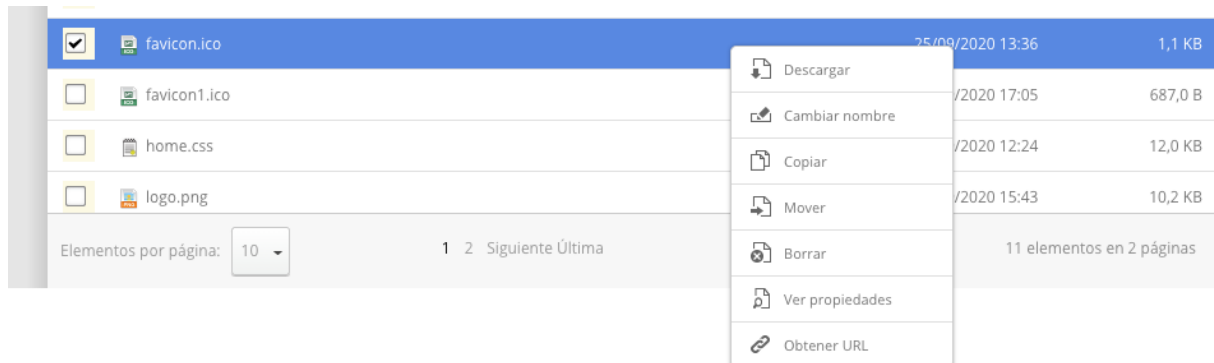 favicon.ico 25/09/2020 13:36 1,1 KB
Descargar
favicon1.ico /2020 17:05 687,0 B
Cambiar nombre
home.css /2020 12:24 12,0 KB
Copiar
logo.png /2020 15:43 10,2 KB
Mover
Elementos por página: 10 1 2 Siguiente Última 11 elementos en 2 páginas
Borrar
Ver propiedades
Obtener URL